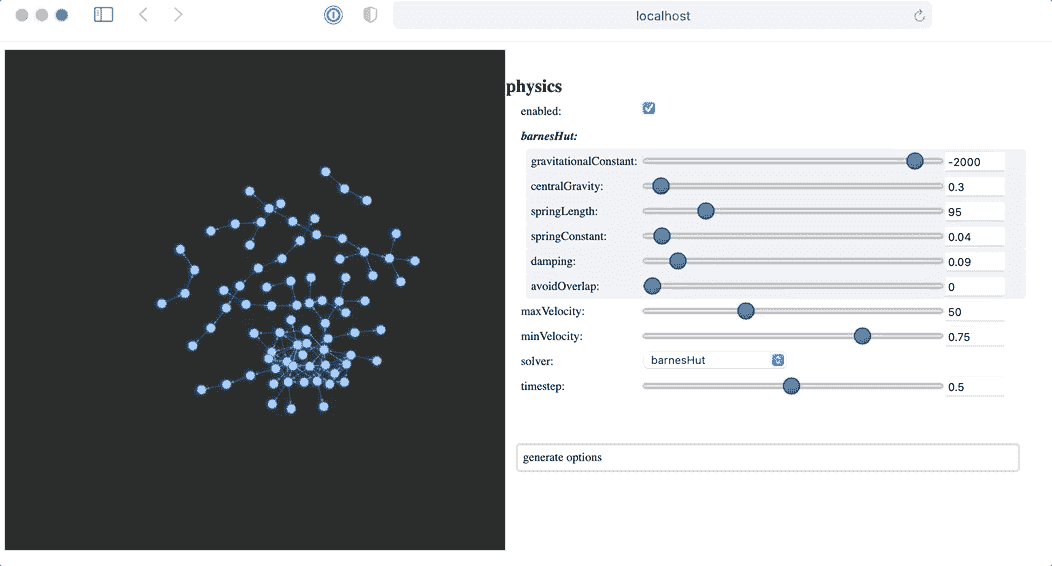 localhost
physics
enabled:
barnesHut:
gravitationalConstant: -2000
centralGravity: 0.3
springLength: 95
springConstant: 0.04
damping: 0.09
avoidOverlap: 0
maxVelocity: 50
minVelocity: 0.75
solver: barnesHut
timestep: 0.5
generate options